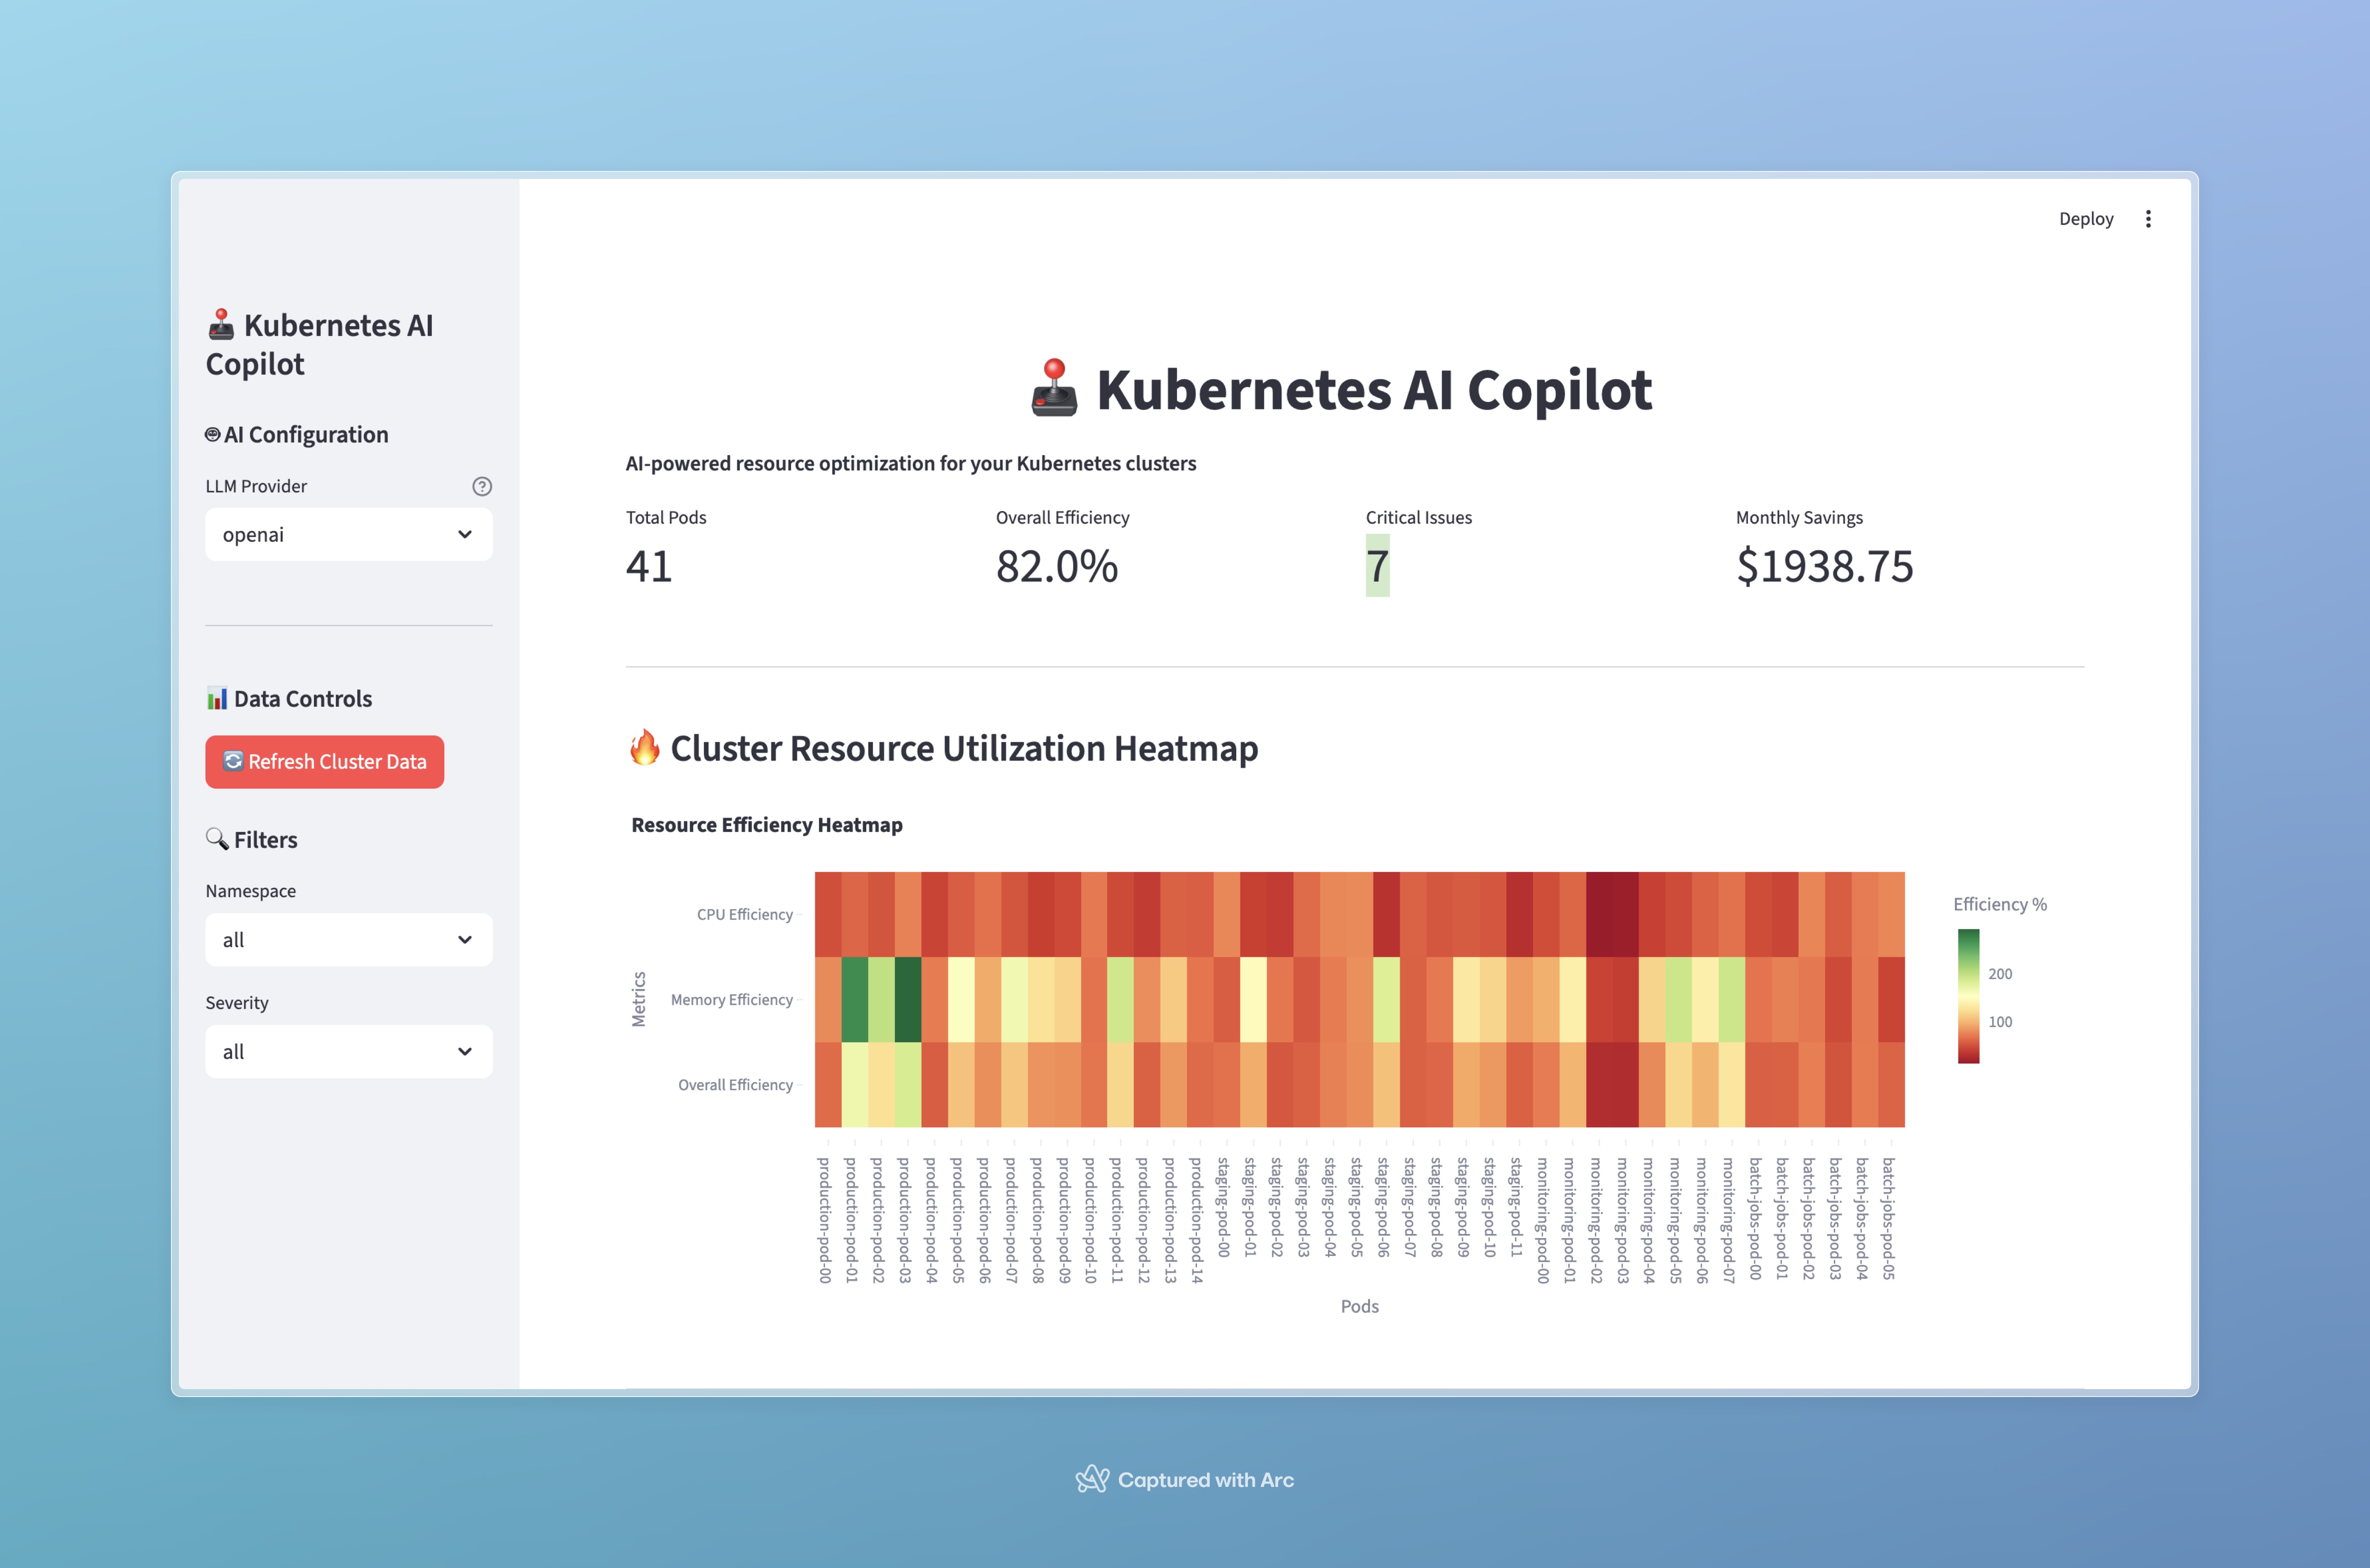 Deploy
🕹️ Kubernetes AI
Copilot
AI Configuration
LLM Provider
openai
📊 Data Controls
🔄 Refresh Cluster Data
🔍 Filters
Namespace
all
Severity
all
🕹️ Kubernetes AI Copilot
AI-powered resource optimization for your Kubernetes clusters
Total Pods
41
Overall Efficiency
82.0%
Critical Issues
7
Monthly Savings
$1938.75
🔥 Cluster Resource Utilization Heatmap
Resource Efficiency Heatmap
Metrics
CPU Efficiency
Memory Efficiency
Overall Efficiency
Efficiency %
200
100
production-pod-00
production-pod-01
production-pod-02
production-pod-03
production-pod-04
production-pod-05
production-pod-06
production-pod-07
production-pod-08
production-pod-09
production-pod-10
production-pod-11
production-pod-12
production-pod-13
production-pod-14
staging-pod-00
staging-pod-01
staging-pod-02
staging-pod-03
staging-pod-04
staging-pod-05
staging-pod-06
staging-pod-07
staging-pod-08
staging-pod-09
staging-pod-10
staging-pod-11
monitoring-pod-00
monitoring-pod-01
monitoring-pod-02
monitoring-pod-03
monitoring-pod-04
monitoring-pod-05
monitoring-pod-06
monitoring-pod-07
batch-jobs-pod-00
batch-jobs-pod-01
batch-jobs-pod-02
batch-jobs-pod-03
batch-jobs-pod-04
batch-jobs-pod-05
Pods
Captured with Arc